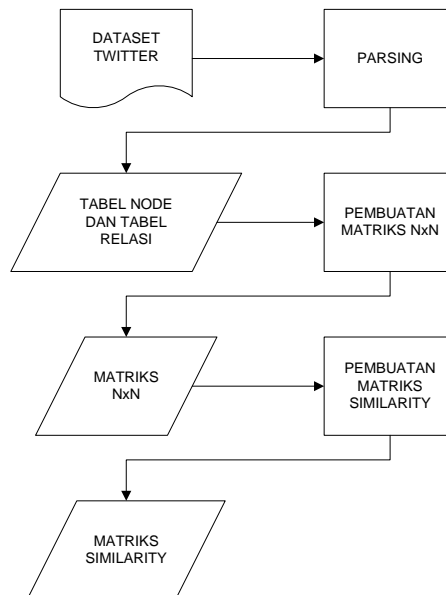 DATASET
TWITTER
PARSING
TABEL NODE
DAN TABEL
RELASI
PEMBUATAN
MATRIKS NxN
MATRIKS
NxN
PEMBUATAN
MATRIKS
SIMILARITY
MATRIKS
SIMILARITY